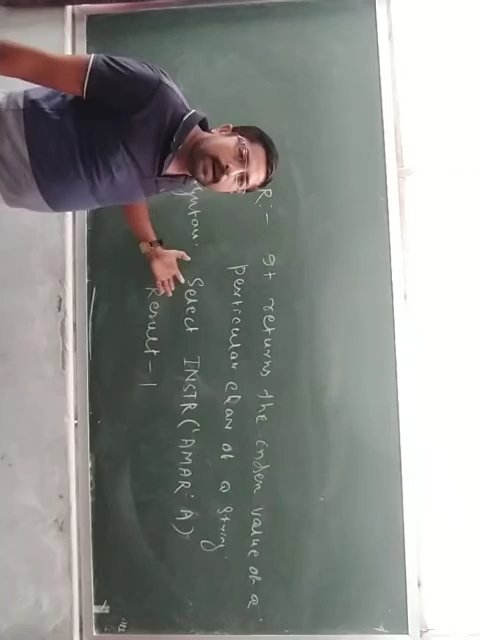 R:- It returns the index value of a
particular char of a string.
Syntax: Select INSTR('AMAR' A)
Result - 1